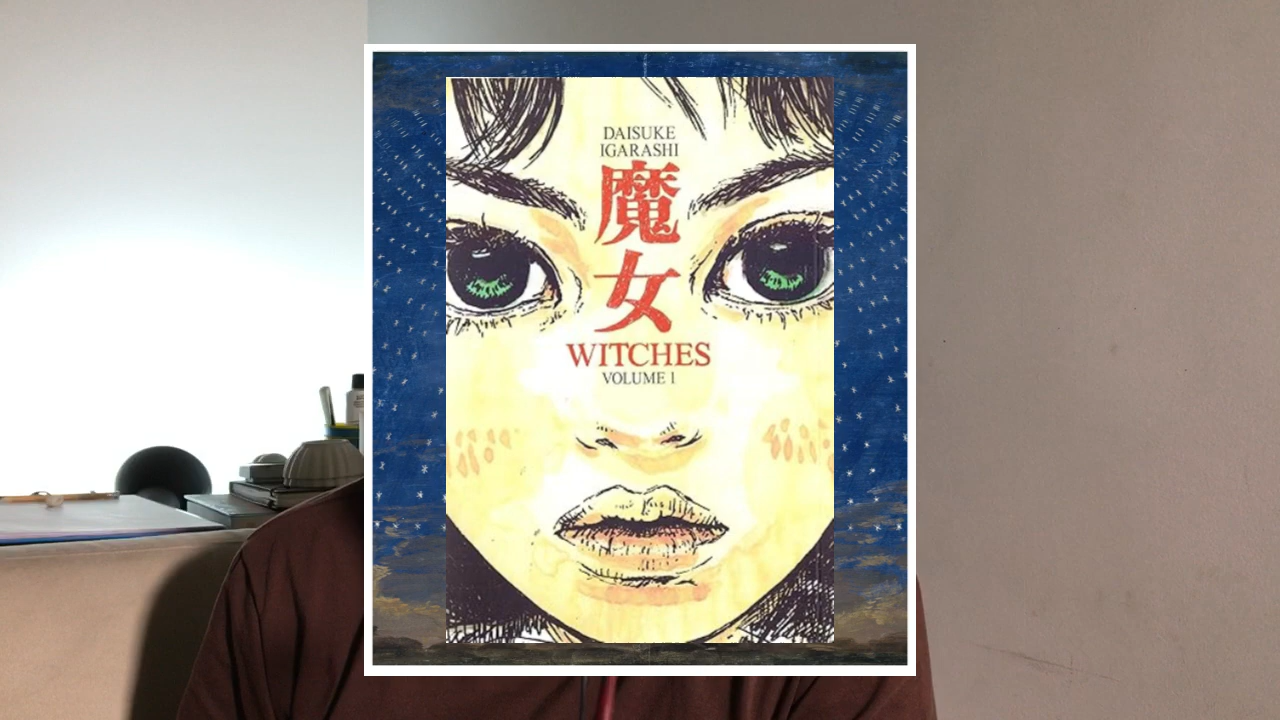 DAISUKE
IGARASHI
魔
女
WITCHES
VOLUME 1